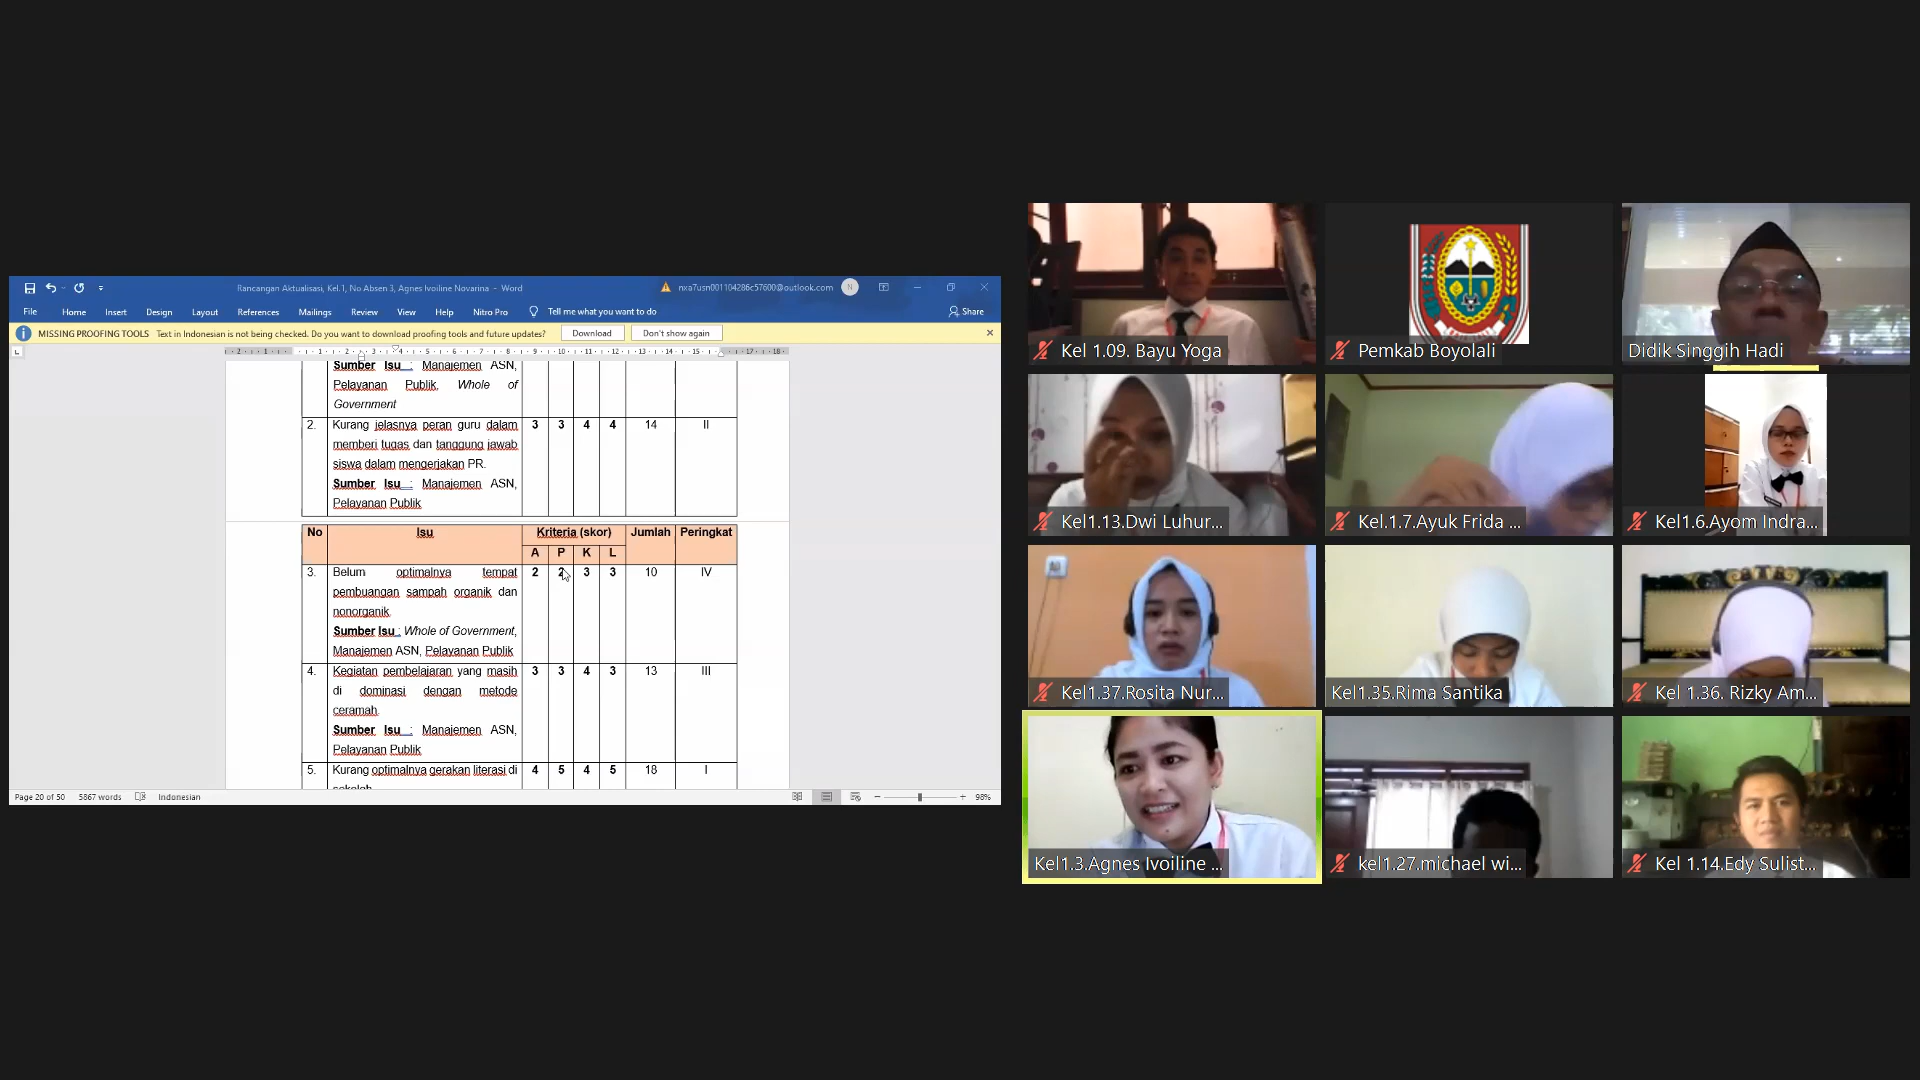 Rancangan Aktualisasi, Kel.1, No Absen 3, Agnes Ivoiline Novarina - Word
nxa7usn001104286c57600@outlook.com
N
File Home Insert Design Layout References Mailings Review View Help Nitro Pro Tell me what you want to do Share
MISSING PROOFING TOOLS Text in Indonesian is not being checked. Do you want to download proofing tools and future updates? Download Don't show again
Sumber Isu : Manajemen ASN,
Pelayanan Publik, Whole of
Government
2. Kurang jelasnya peran guru dalam 3 3 4 4 14 II
memberi tugas dan tanggung jawab
siswa dalam mengerjakan PR.
Sumber Isu : Manajemen ASN,
Pelayanan Publik
No Isu Kriteria (skor) Jumlah Peringkat
A P K L
3. Belum optimalnya tempat 2 2 3 3 10 IV
pembuangan sampah organik dan
nonorganik.
Sumber Isu : Whole of Government,
Manajemen ASN, Pelayanan Publik
4. Kegiatan pembelajaran yang masih 3 3 4 3 13 III
di dominasi dengan metode
ceramah.
Sumber Isu : Manajemen ASN,
Pelayanan Publik
5. Kurang optimalnya gerakan literasi di 4 5 4 5 18 I
sekolah
Page 20 of 50 5867 words Indonesian 98%
Kel 1.09. Bayu Yoga
Pemkab Boyolali
Didik Singgih Hadi
Kel1.13.Dwi Luhur...
Kel.1.7.Ayuk Frida ...
Kel1.6.Ayom Indra...
Kel1.37.Rosita Nur...
Kel1.35.Rima Santika
Kel 1.36. Rizky Am...
Kel1.3.Agnes Ivoiline ...
kel1.27.michael wi...
Kel 1.14.Edy Sulist...